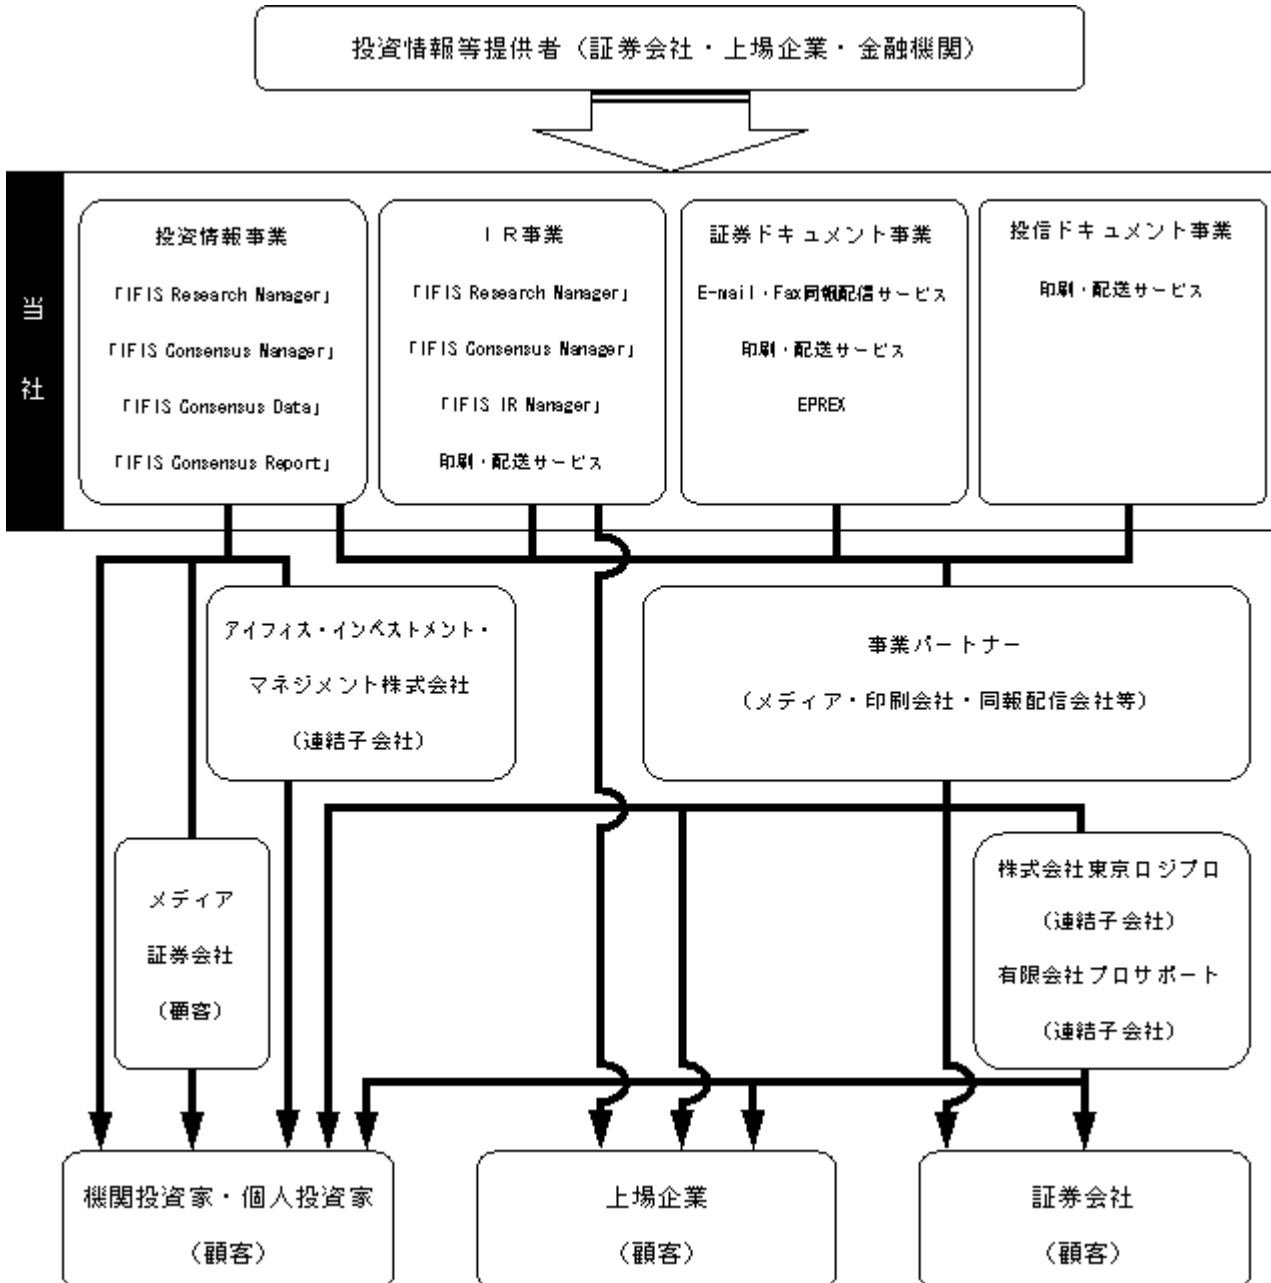 投資情報等提供者（証券会社・上場企業・金融機関）
当
社
投資情報事業
「IFIS Research Manager」
「IFIS Consensus Manager」
「IFIS Consensus Data」
「IFIS Consensus Report」
ＩＲ事業
「IFIS Research Manager」
「IFIS Consensus Manager」
「IFIS IR Manager」
印刷・配送サービス
証券ドキュメント事業
E-mail・Fax同報配信サービス
印刷・配送サービス
EPREX
投信ドキュメント事業
印刷・配送サービス
アイフィス・インベストメント・
マネジメント株式会社
（連結子会社）
事業パートナー
（メディア・印刷会社・同報配信会社等）
メディア
証券会社
（顧客）
株式会社東京ロジプロ
（連結子会社）
有限会社プロサポート
（連結子会社）
機関投資家・個人投資家
（顧客）
上場企業
（顧客）
証券会社
（顧客）